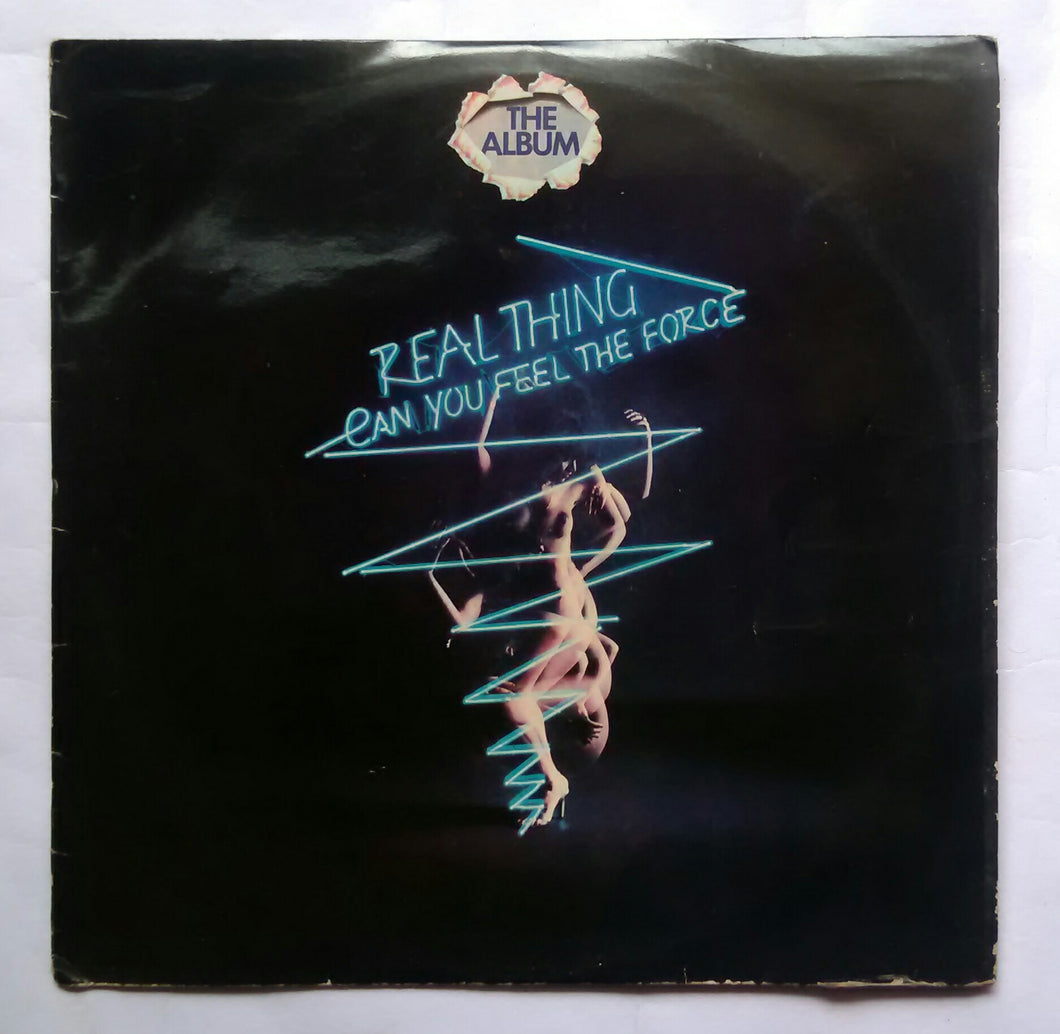 THE
ALBUM
REAL THING
CAN YOU FEEL THE FORCE